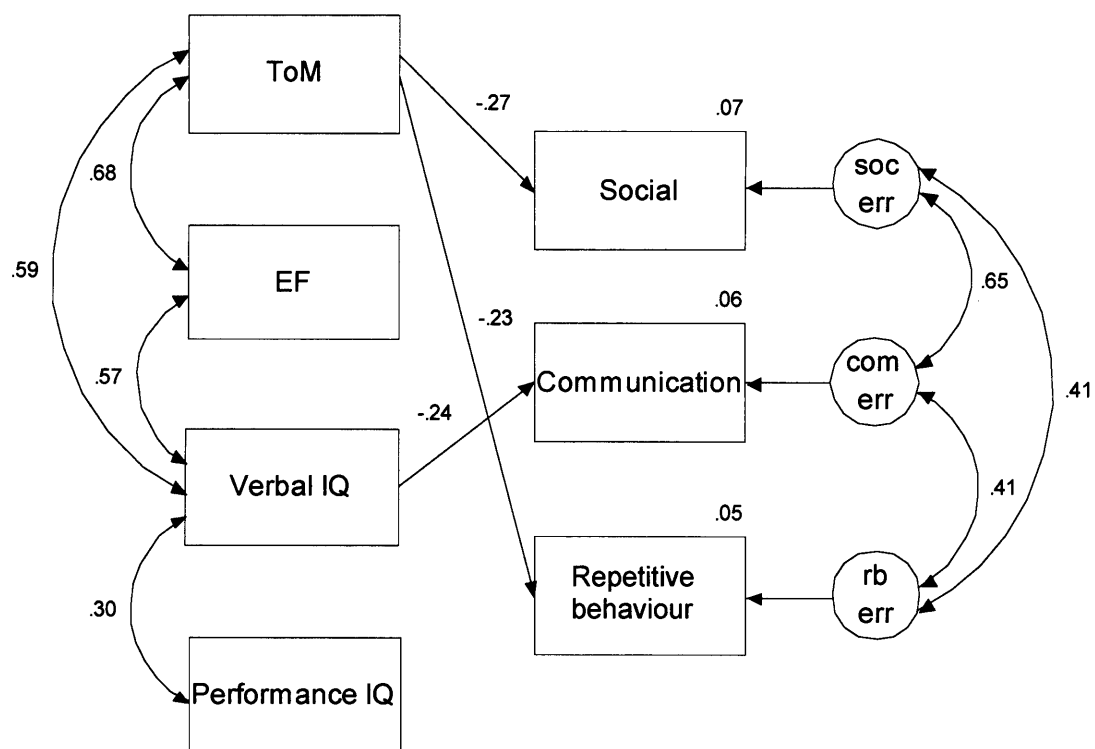 ToM
-.27
.07
.68
Social
soc
err
.59
EF
-.23
.06
.65
.57
-.24
Communication
com
err
.41
Verbal IQ
.41
.05
.30
Repetitive
behaviour
rb
err
Performance IQ